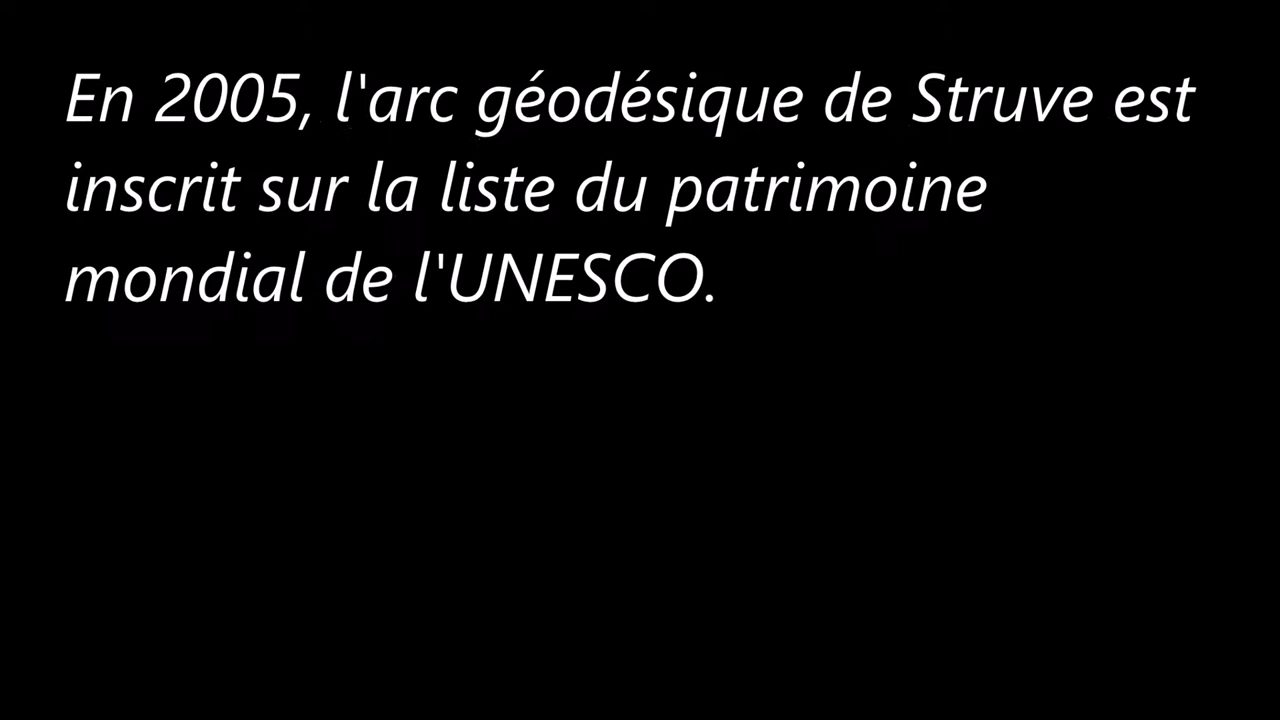 En 2005, l'arc géodésique de Struve est
inscrit sur la liste du patrimoine
mondial de l'UNESCO.